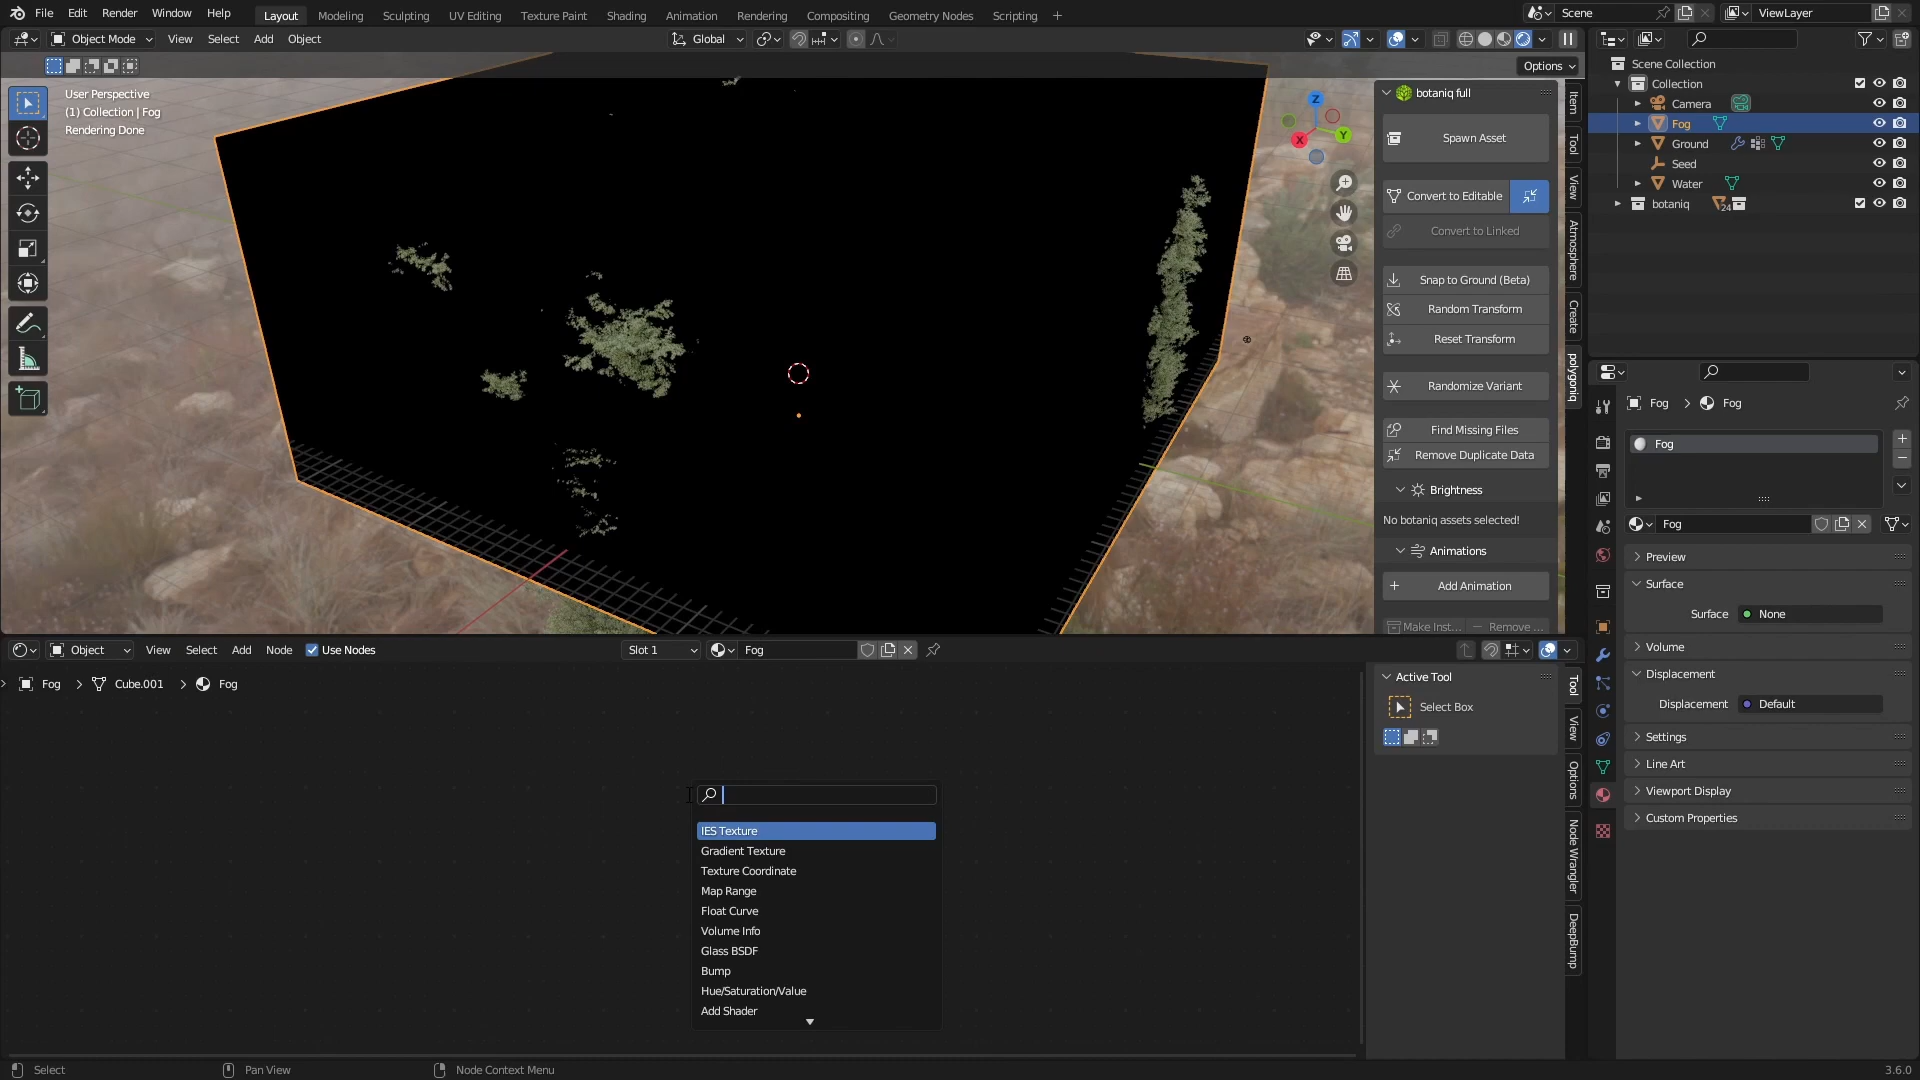 File Edit Render Window Help Layout Modeling Sculpting UV Editing Texture Paint Shading Animation Rendering Compositing Geometry Nodes Scripting + Scene ViewLayer
Object Mode View Select Add Object Global
Options
User Perspective
(1) Collection | Fog
Rendering Done
Z
Y
X
botaniq full
Spawn Asset
Convert to Editable
Convert to Linked
Snap to Ground (Beta)
Random Transform
Reset Transform
Randomize Variant
Find Missing Files
Remove Duplicate Data
Brightness
No botaniq assets selected!
Animations
Add Animation
Make Inst... Remove ...
Item
Tool
View
Atmosphere
Create
polygoniq
Scene Collection
Collection
Camera
Fog
Ground
Seed
Water
botaniq 24
Fog > Fog
Fog
Fog
Preview
Surface
Surface None
Volume
Displacement
Displacement Default
Settings
Line Art
Viewport Display
Custom Properties
Object View Select Add Node Use Nodes Slot 1 Fog
Fog > Cube.001 > Fog
IES Texture
Gradient Texture
Texture Coordinate
Map Range
Float Curve
Volume Info
Glass BSDF
Bump
Hue/Saturation/Value
Add Shader
Active Tool
Select Box
Tool
View
Options
Node Wrangler
DeepBump
Select Pan View Node Context Menu 3.6.0